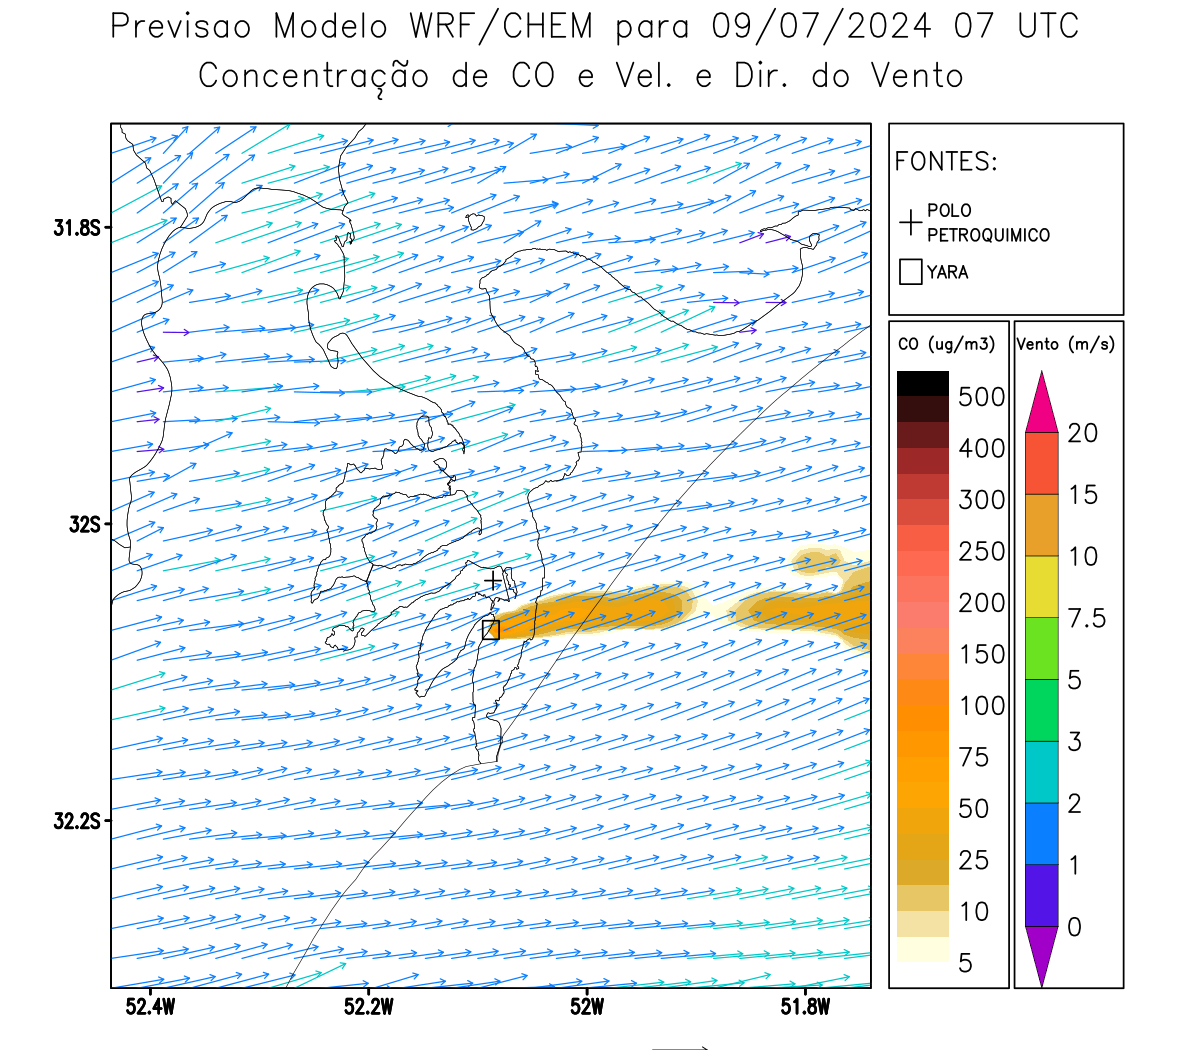 Previsao Modelo WRF/CHEM para 09/07/2024 07 UTC
Concentração de CO e Vel. e Dir. do Vento
FONTES:
POLO
PETROQUIMICO
YARA
CO (ug/m3)
500
400
300
250
200
150
100
75
50
25
10
5
Vento (m/s)
20
15
10
7.5
5
3
2
1
0
31.8S
32S
32.2S
52.4W
52.2W
52W
51.8W